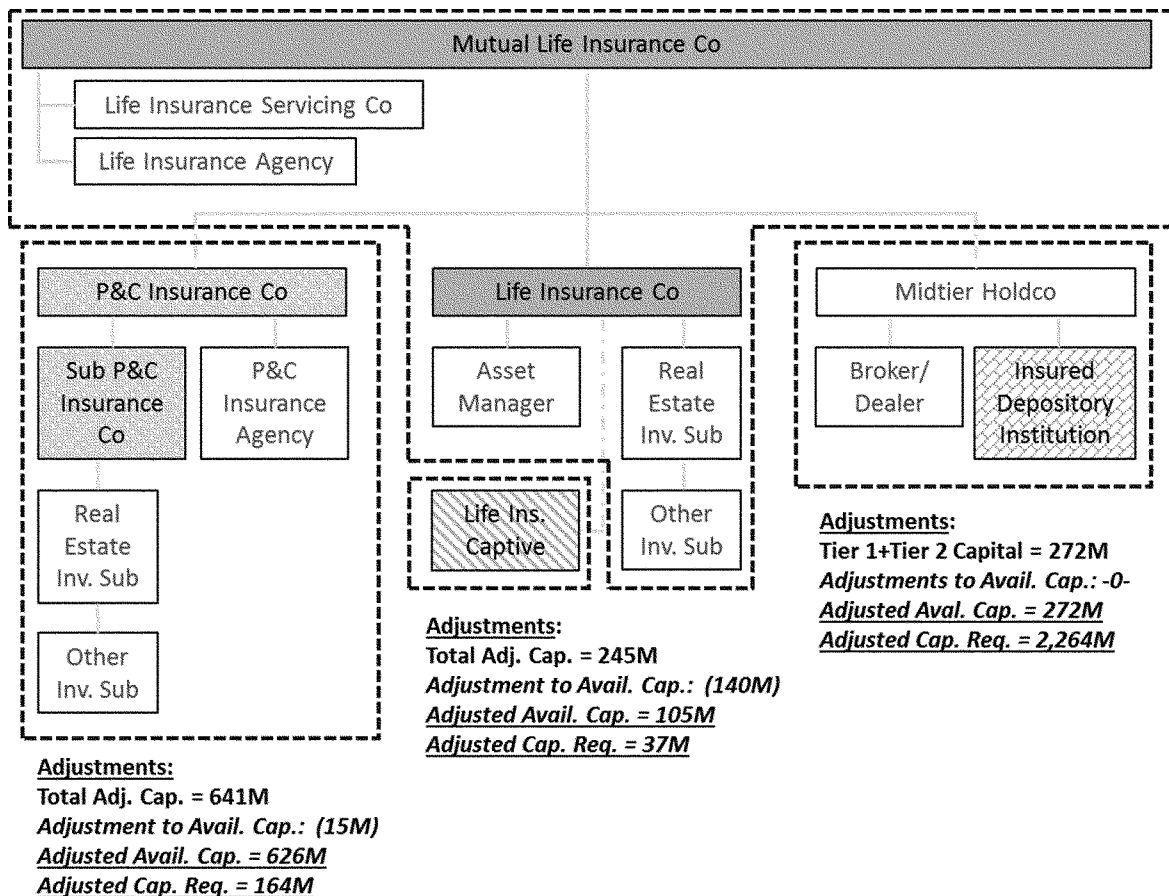 Mutual Life Insurance Co
Life Insurance Servicing Co
Life Insurance Agency
P&C Insurance Co
Sub P&C
Insurance
Co
P&C
Insurance
Agency
Real
Estate
Inv. Sub
Other
Inv. Sub
Adjustments:
Total Adj. Cap. = 641M
Adjustment to Avail. Cap.: (15M)
Adjusted Avail. Cap. = 626M
Adjusted Cap. Req. = 164M
Life Insurance Co
Asset
Manager
Real
Estate
Inv. Sub
Life Ins.
Captive
Other
Inv. Sub
Adjustments:
Total Adj. Cap. = 245M
Adjustment to Avail. Cap.: (140M)
Adjusted Avail. Cap. = 105M
Adjusted Cap. Req. = 37M
Midtier Holdco
Broker/
Dealer
Insured
Depository
Institution
Adjustments:
Tier 1+Tier 2 Capital = 272M
Adjustments to Avail. Cap.: -0-
Adjusted Aval. Cap. = 272M
Adjusted Cap. Req. = 2,264M